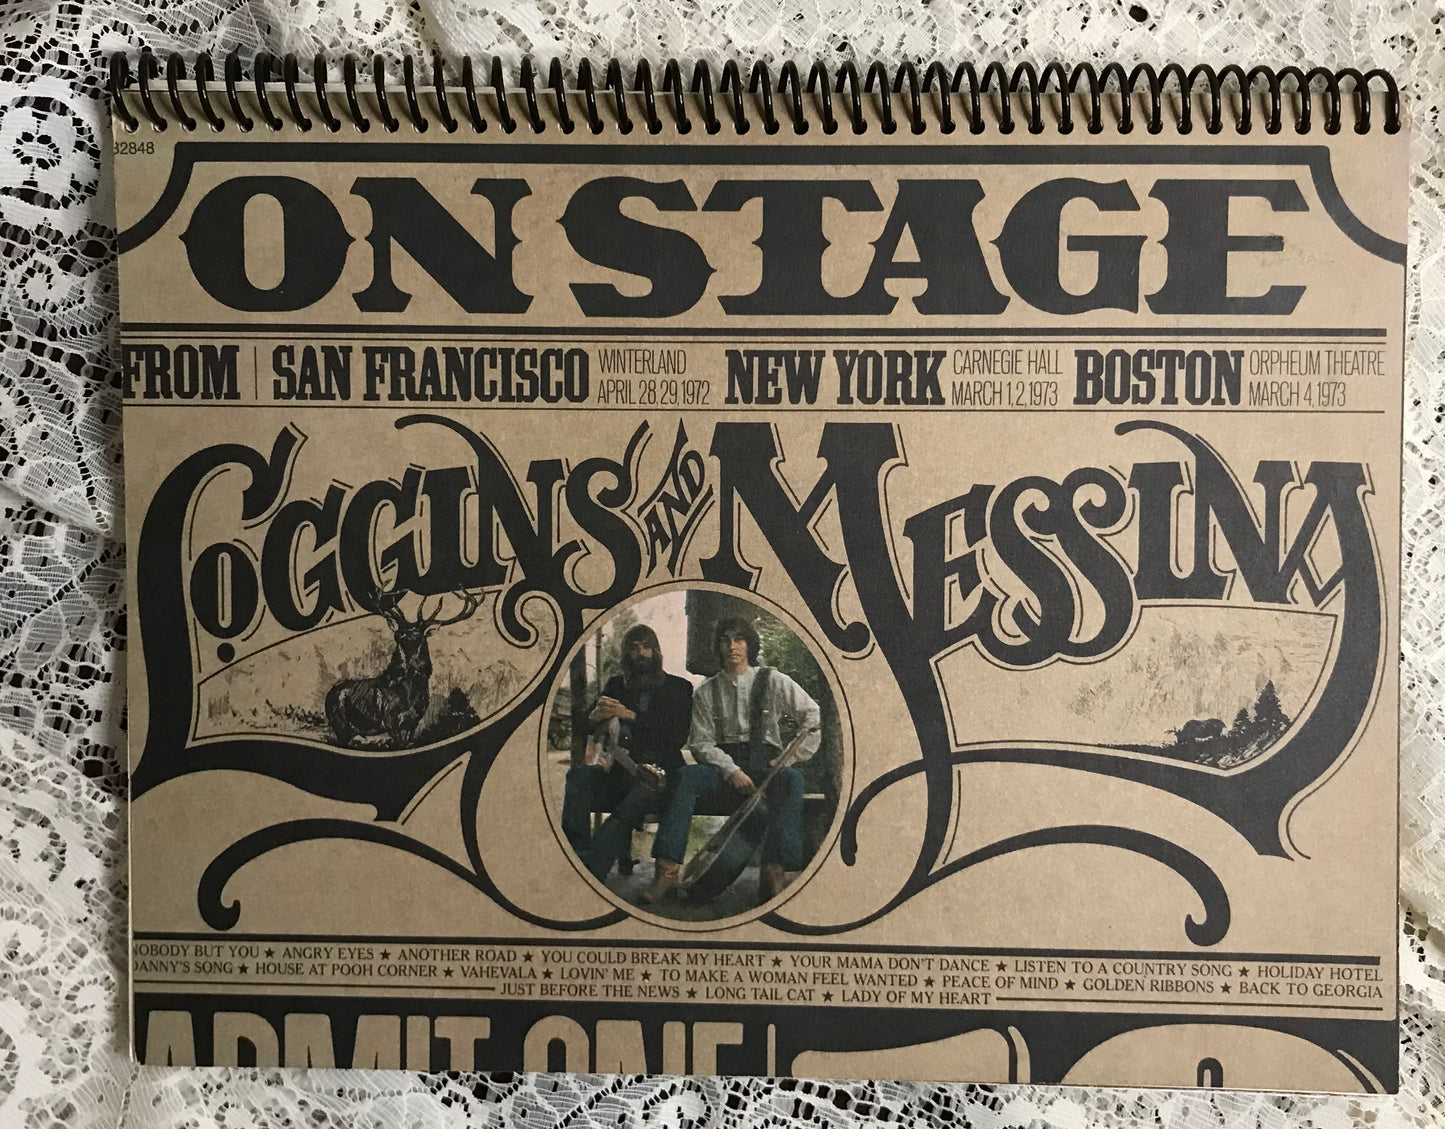 32848
ON STAGE
FROM | SAN FRANCISCO WINTERLAND APRIL 28, 29, 1972 NEW YORK CARNEGIE HALL MARCH 1, 2, 1973 BOSTON ORPHEUM THEATRE MARCH 4, 1973
LOGGINS AND MESSINA
NOBODY BUT YOU ★ ANGRY EYES ★ ANOTHER ROAD ★ YOU COULD BREAK MY HEART ★ YOUR MAMA DON'T DANCE ★ LISTEN TO A COUNTRY SONG ★ HOLIDAY HOTEL
DANNY'S SONG ★ HOUSE AT POOH CORNER ★ VAHEVALA ★ LOVIN' ME ★ TO MAKE A WOMAN FEEL WANTED ★ PEACE OF MIND ★ GOLDEN RIBBONS ★ BACK TO GEORGIA
JUST BEFORE THE NEWS ★ LONG TAIL CAT ★ LADY OF MY HEART
ADMIT ONE